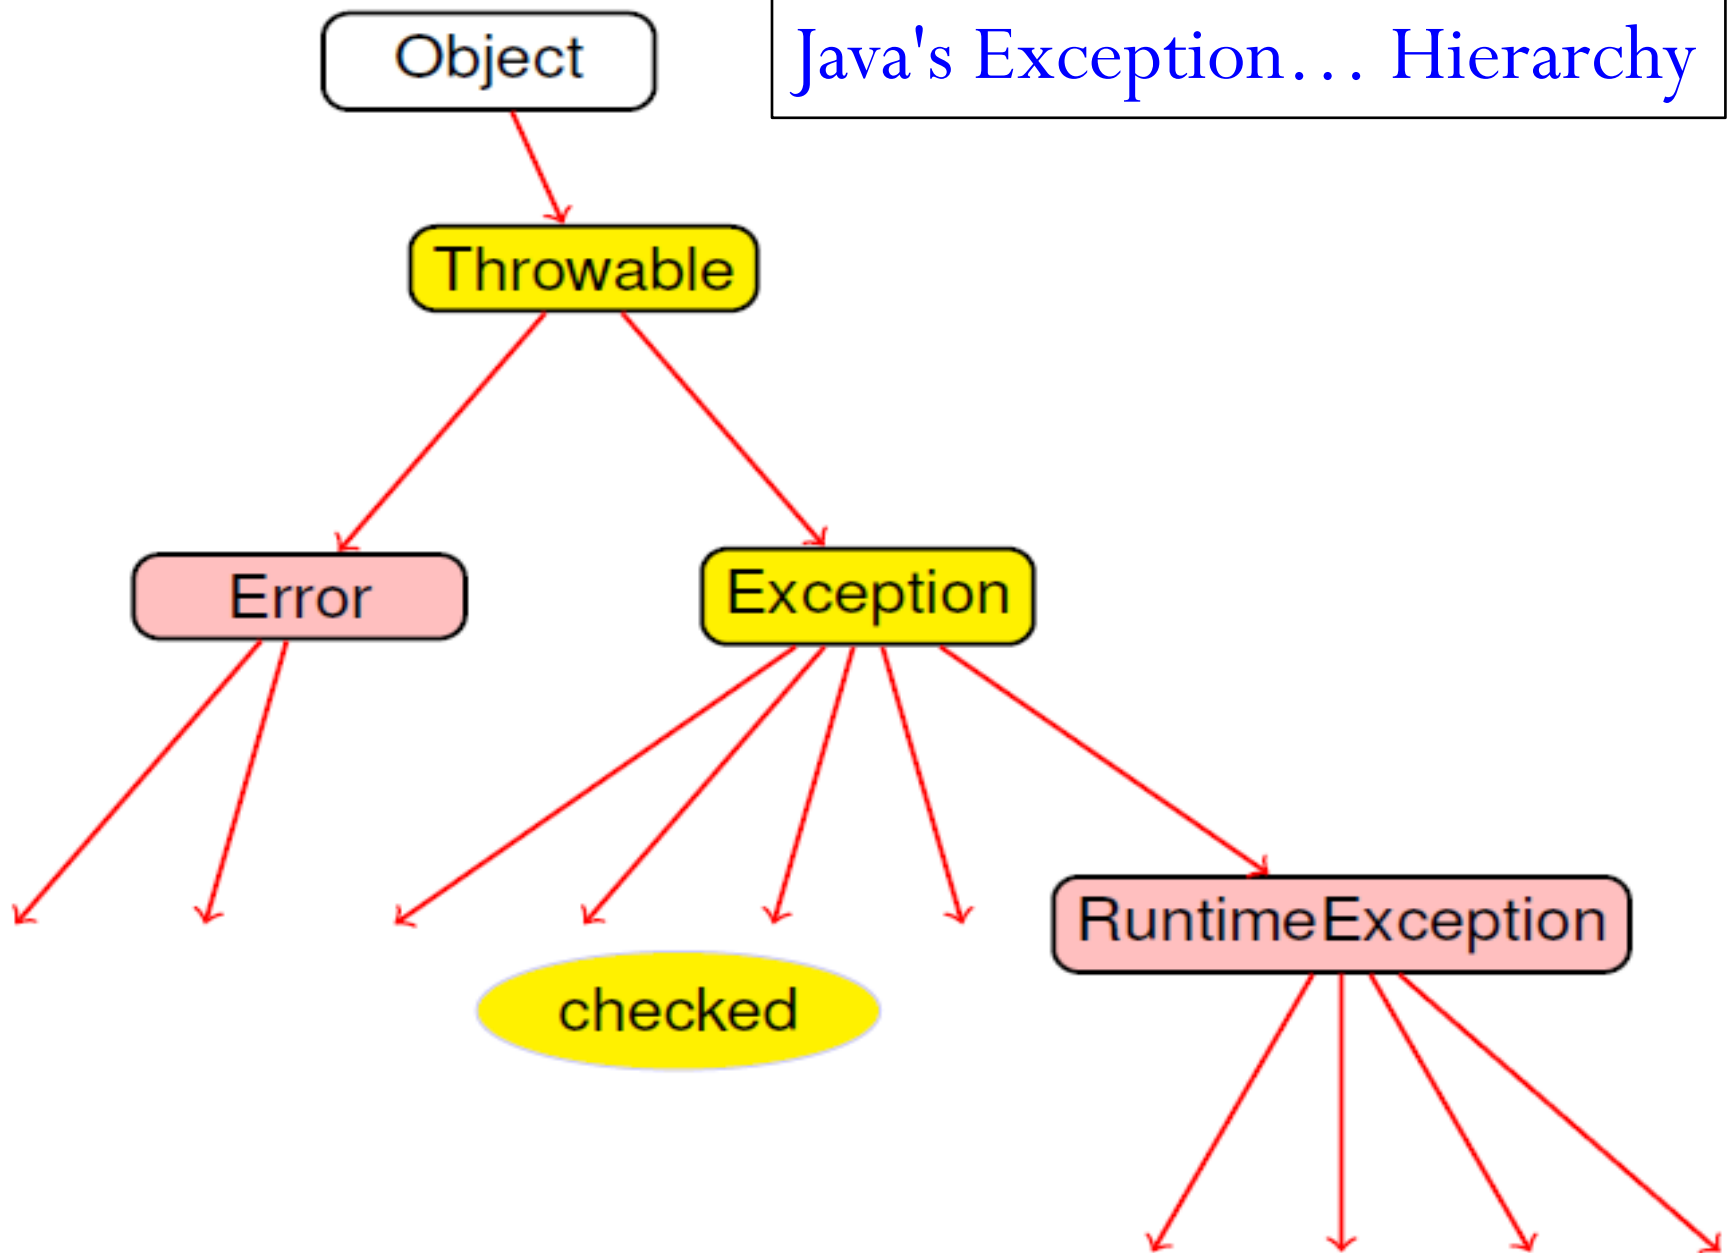 Object
Java's Exception… Hierarchy
Throwable
Error
Exception
RuntimeException
checked